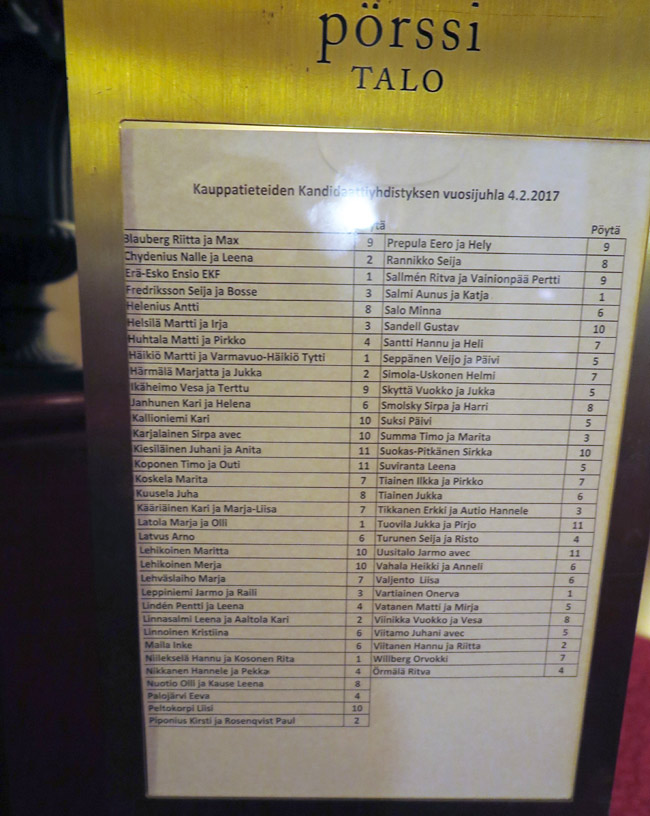 pörssi
TALO
Kauppatieteiden Kandidaattiyhdistyksen vuosijuhla 4.2.2017
Pöytä
Blauberg Riitta ja Max 9
Chydenius Nalle ja Leena 2
Erä-Esko Ensio EKF 1
Fredriksson Seija ja Bosse 3
Helenius Antti 8
Helsilä Martti ja Irja 3
Huhtala Matti ja Pirkko 4
Häikiö Martti ja Varmavuo-Häikiö Tytti 1
Härmälä Marjatta ja Jukka 2
Ikäheimo Vesa ja Terttu 9
Janhunen Kari ja Helena 6
Kallioniemi Kari 10
Karjalainen Sirpa avec 10
Kiesiläinen Juhani ja Anita 11
Koponen Timo ja Outi 11
Koskela Marita 7
Kuusela Juha 8
Kääriäinen Kari ja Marja-Liisa 7
Latola Marja ja Olli 1
Latvus Arno 6
Lehikoinen Maritta 10
Lehikoinen Merja 10
Lehväslaiho Marja 7
Leppiniemi Jarmo ja Raili 3
Lindén Pentti ja Leena 4
Linnasalmi Leena ja Aaltola Kari 2
Linnoinen Kristiina 6
Maila Inke 6
Niilekselä Hannu ja Kosonen Rita 1
Nikkanen Hannele ja Pekka 4
Nuotio Olli ja Kause Leena 8
Palojärvi Eeva 4
Peltokorpi Liisi 10
Piponius Kirsti ja Rosenqvist Paul 2
Pöytä
Prepula Eero ja Hely 9
Rannikko Seija 8
Sallmén Ritva ja Vainionpää Pertti 9
Salmi Aunus ja Katja 1
Salo Minna 6
Sandell Gustav 10
Santti Hannu ja Heli 7
Seppänen Veljo ja Päivi 5
Simola-Uskonen Helmi 7
Skyttä Vuokko ja Jukka 5
Smolsky Sirpa ja Harri 8
Suksi Päivi 5
Summa Timo ja Marita 3
Suokas-Pitkänen Sirkka 10
Suviranta Leena 5
Tiainen Ilkka ja Pirkko 7
Tiainen Jukka 6
Tikkanen Erkki ja Autio Hannele 3
Tuovila Jukka ja Pirjo 11
Turunen Seija ja Risto 4
Uusitalo Jarmo avec 11
Vahala Heikki ja Anneli 6
Valjento Liisa 6
Vartiainen Onerva 1
Vatanen Matti ja Mirja 5
Viinikka Vuokko ja Vesa 8
Viitamo Juhani avec 5
Viitanen Hannu ja Riitta 2
Willberg Orvokki 7
Örmälä Ritva 4